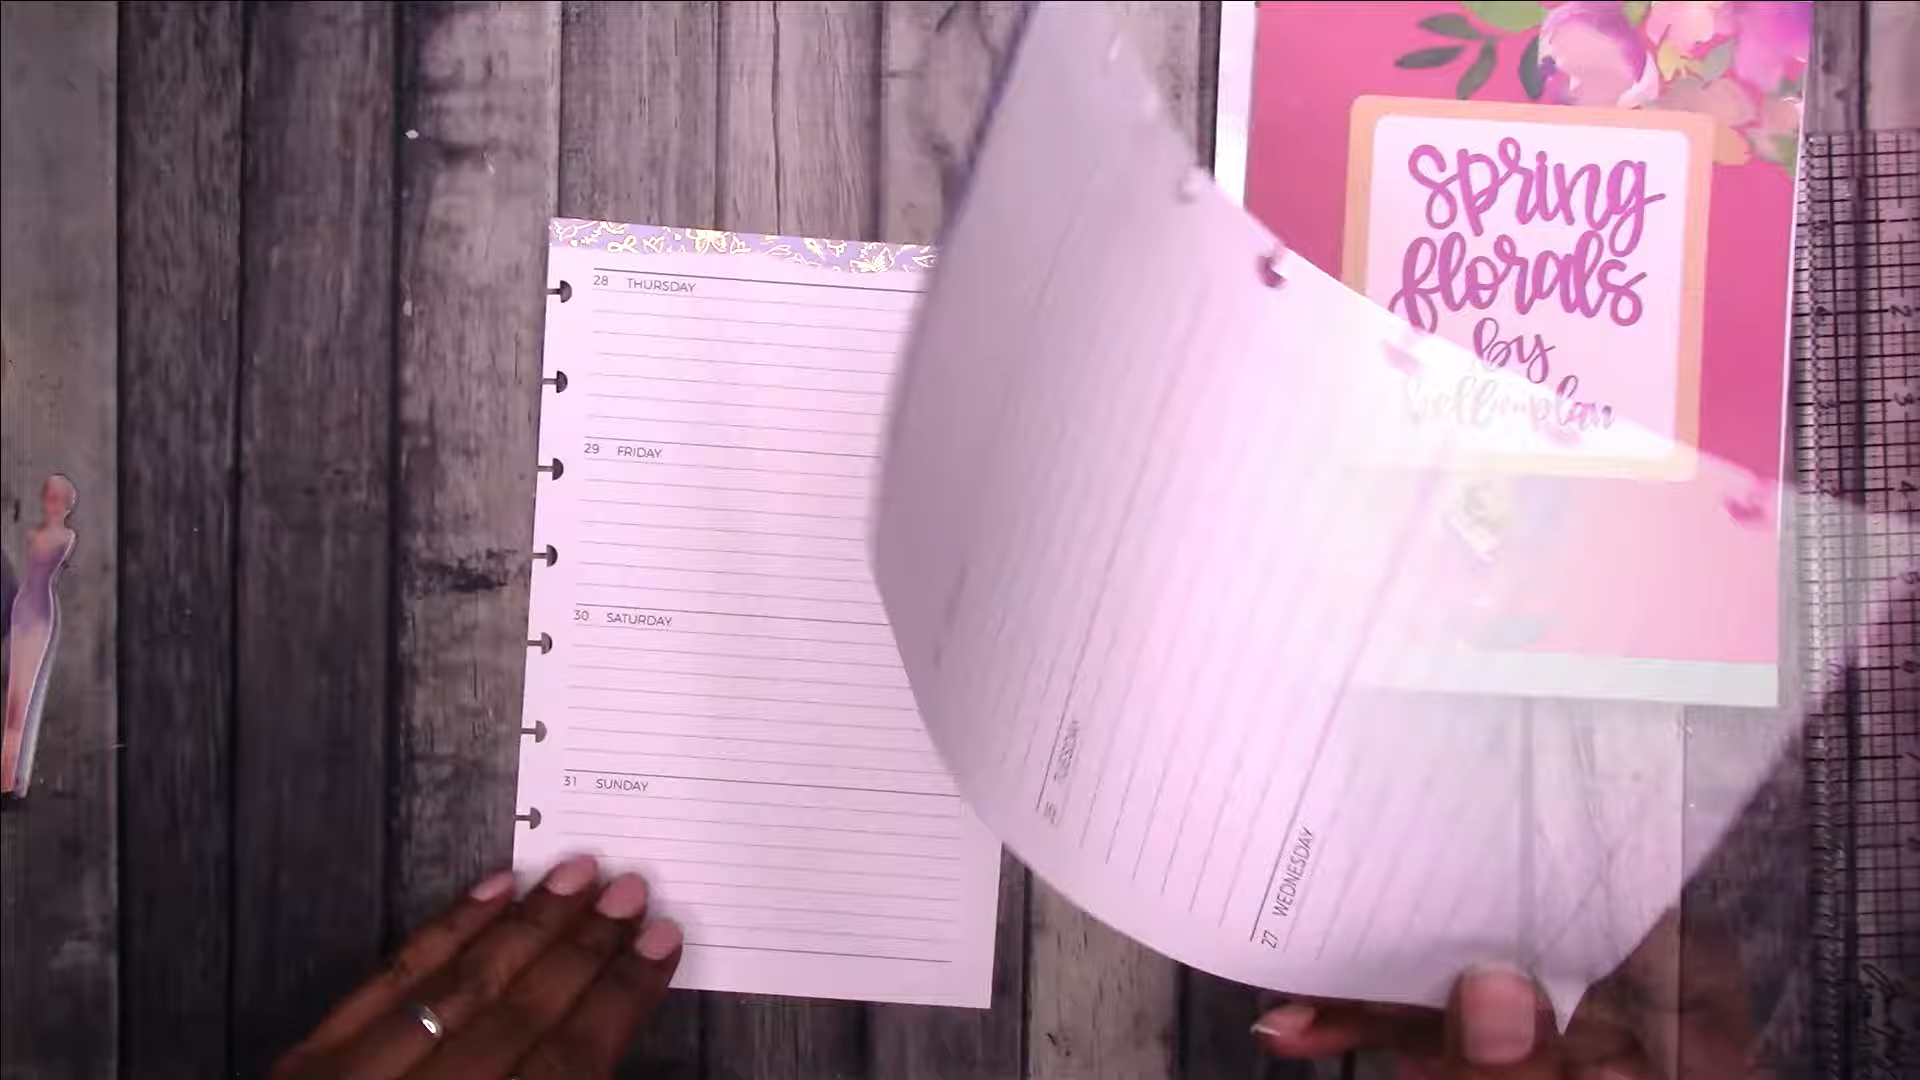 28 THURSDAY
29 FRIDAY
30 SATURDAY
31 SUNDAY
TUESDAY
27 WEDNESDAY
spring
florals
by